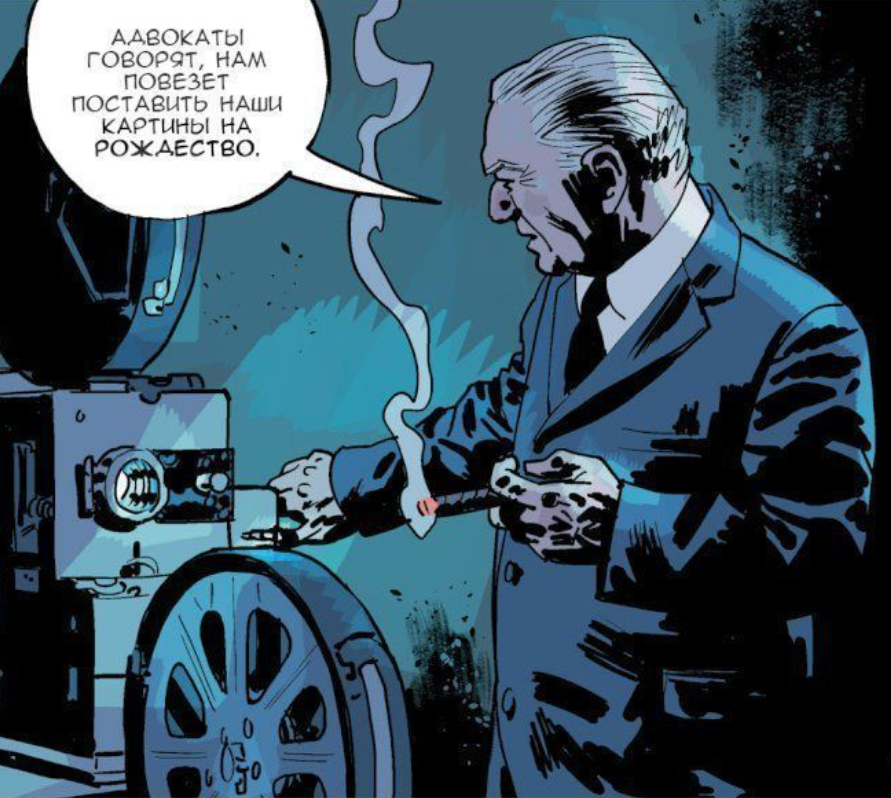 АДВОКАТЫ
ГОВОРЯТ, НАМ
ПОВЕЗЕТ
ПОСТАВИТЬ НАШИ
КАРТИНЫ НА
РОЖДЕСТВО.